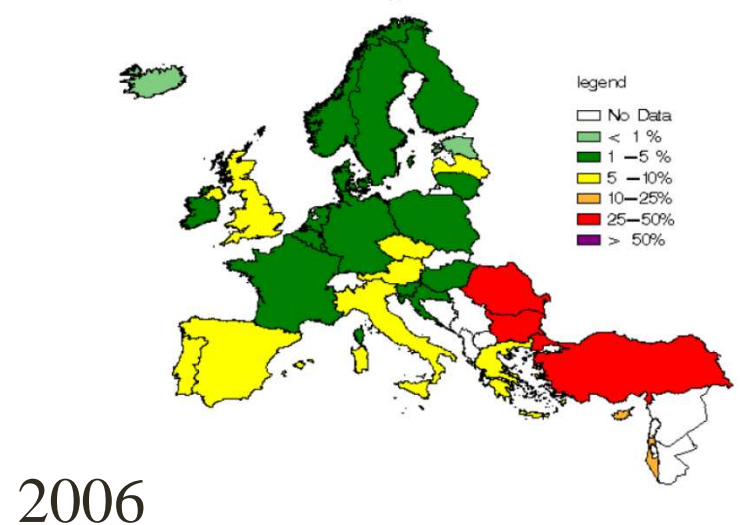 legend
No Data
< 1 %
1 –5 %
5 –10%
10–25%
25–50%
> 50%
2006